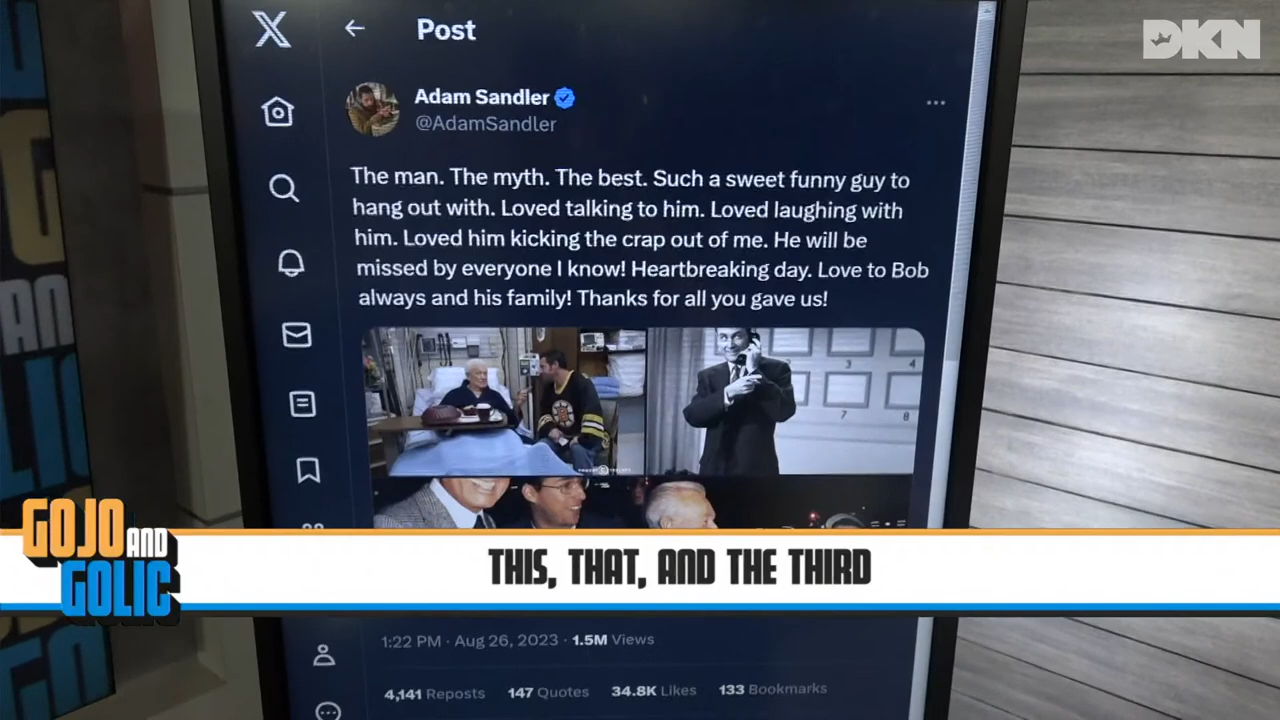 DKN
X
Post
Adam Sandler
@AdamSandler
The man. The myth. The best. Such a sweet funny guy to
hang out with. Loved talking to him. Loved laughing with
him. Loved him kicking the crap out of me. He will be
missed by everyone I know! Heartbreaking day. Love to Bob
always and his family! Thanks for all you gave us!
3
4
7
8
GOJO AND
GOLIC
THIS, THAT, AND THE THIRD
1:22 PM · Aug 26, 2023 · 1.5M Views
4,141 Reposts 147 Quotes 34.8K Likes 133 Bookmarks